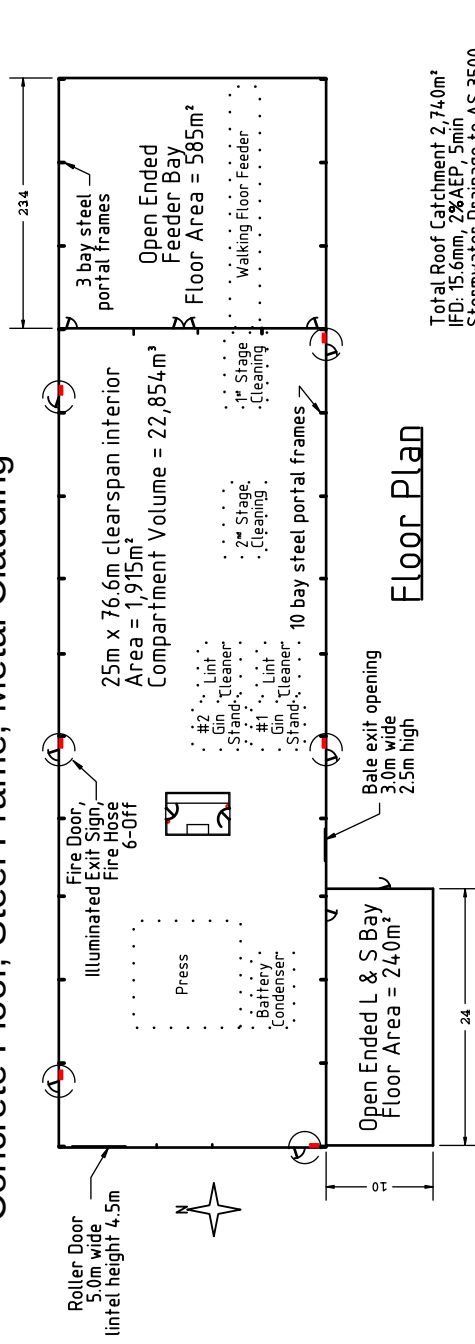 Concrete Floor, Steel Frame, Metal Cladding
234
3 bay steel
portal frames
Open Ended
Feeder Bay
Floor Area = 585m²
Walking Floor Feeder
25m x 76.6m clearspan interior
Area = 1,915m²
Compartment Volume = 22,854m³
1st Stage
Cleaning
2nd Stage
Cleaning
10 bay steel portal frames
#2
Gin
Stand
Lint
Cleaner
#1
Gin
Stand
Lint
Cleaner
Fire Door,
Illuminated Exit Sign,
Fire Hose
6-Off
Press
Battery
Condenser
Roller Door
5.0m wide
lintel height 4.5m
N
Open Ended L & S Bay
Floor Area = 240m²
10
24
Bale exit opening
3.0m wide
2.5m high
Floor Plan
Total Roof Catchment 2,740m²
IFD: 15.6mm, 2%AEP, 5min
Stormwater Drainage to AS 3500